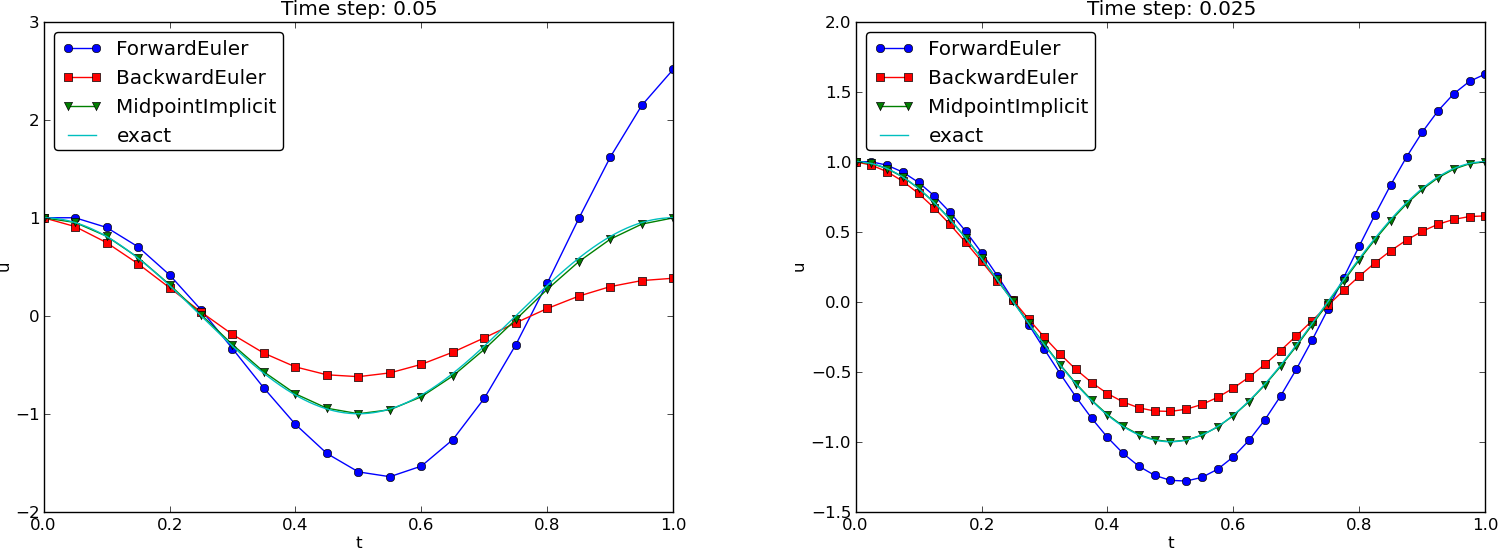 Time step: 0.05
3
2
1
0
−1
−2
u
ForwardEuler
BackwardEuler
MidpointImplicit
exact
0.0
0.2
0.4
0.6
0.8
1.0
t
Time step: 0.025
2.0
1.5
1.0
0.5
0.0
−0.5
−1.0
−1.5
u
ForwardEuler
BackwardEuler
MidpointImplicit
exact
0.0
0.2
0.4
0.6
0.8
1.0
t